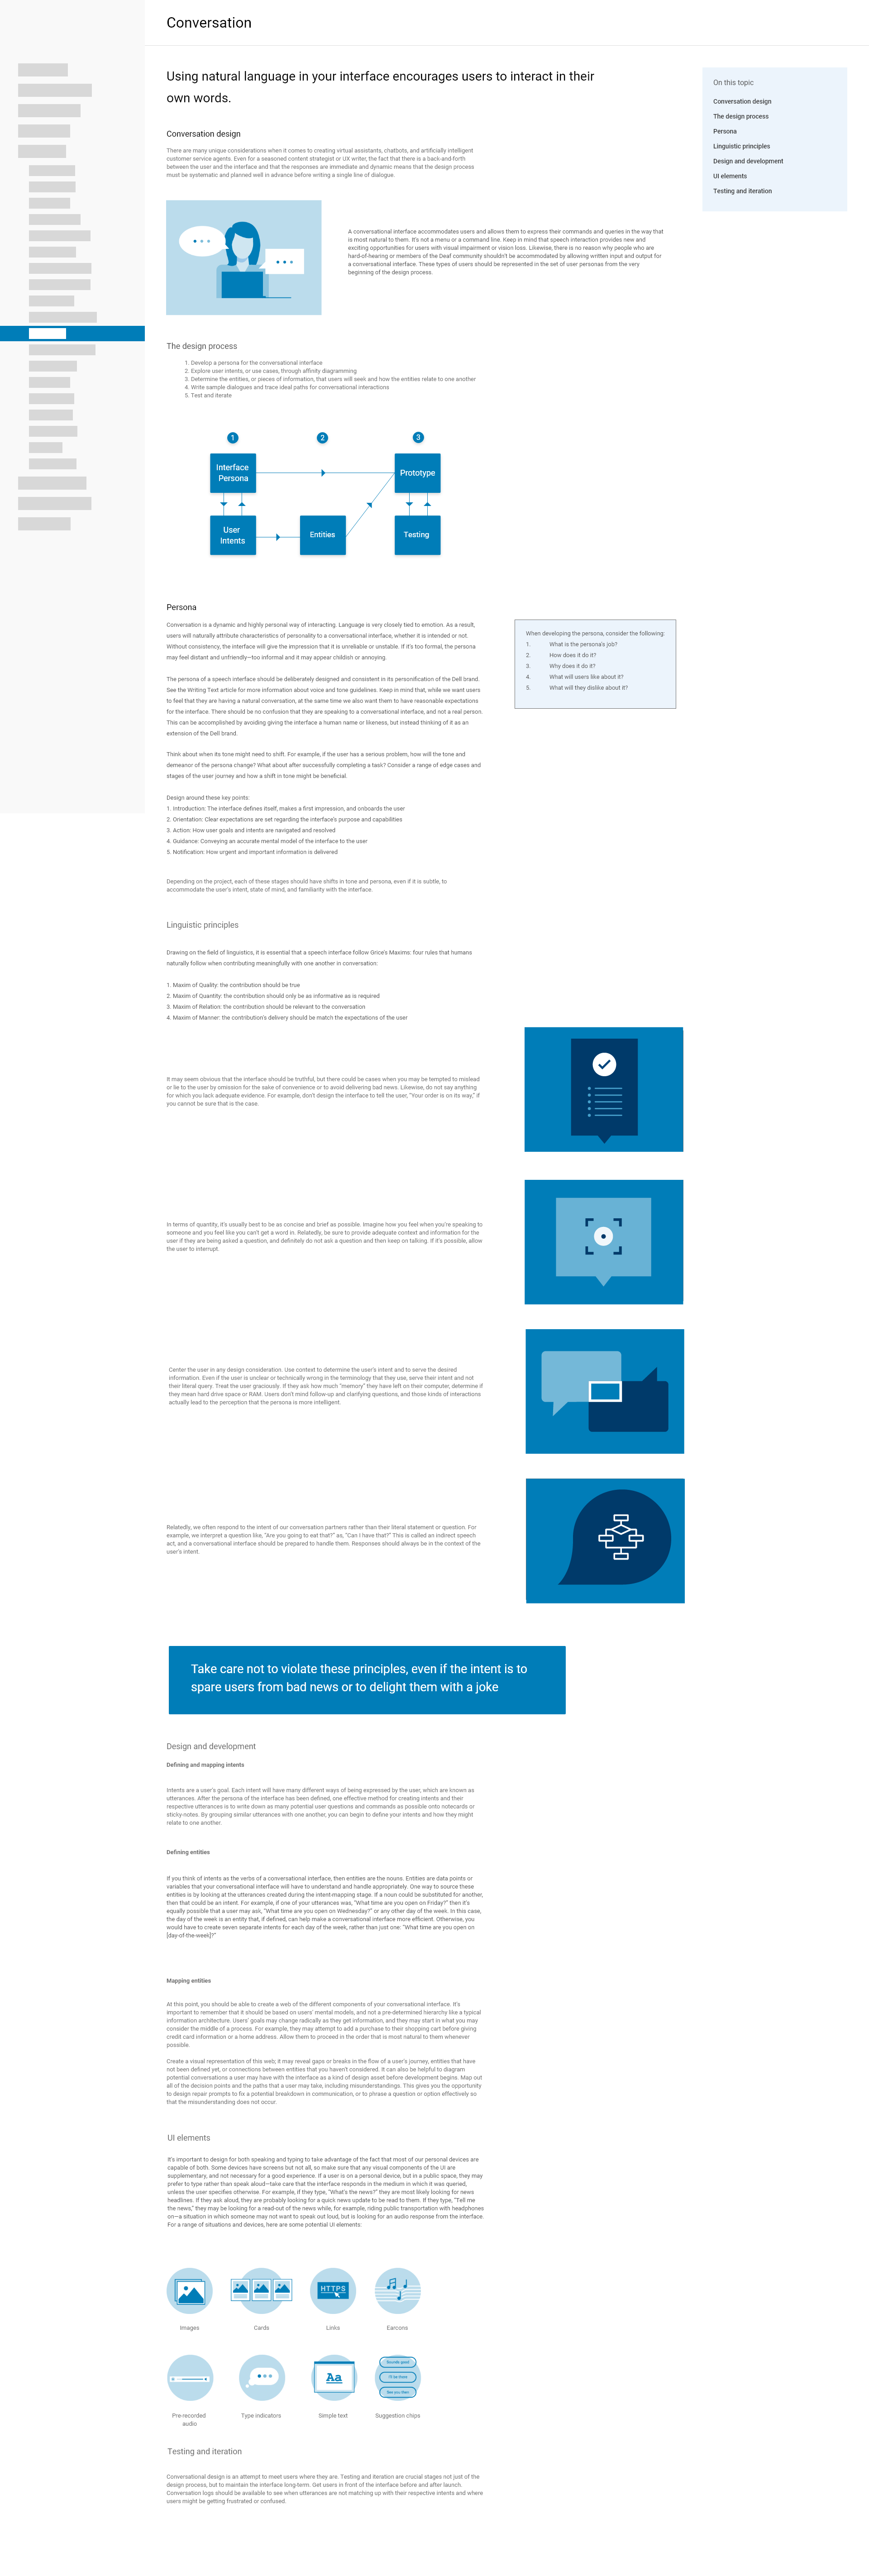 Conversation
Using natural language in your interface encourages users to interact in their
own words.
On this topic
Conversation design
The design process
Persona
Linguistic principles
Design and development
UI elements
Testing and iteration
Conversation design
There are many unique considerations when it comes to creating virtual assistants, chatbots, and artificially intelligent
customer service agents. Even for a seasoned content strategist or UX writer, the fact that there is a back-and-forth
between the user and the interface and that the responses are immediate and dynamic means that the design process
must be systematic and planned well in advance before writing a single line of dialogue.
A conversational interface accommodates users and allows them to express their commands and queries in the way that
is most natural to them. It's not a menu or a command line. Keep in mind that speech interaction provides new and
exciting opportunities for users with visual impairment or vision loss. Likewise, there is no reason why people who are
hard-of-hearing or members of the Deaf community shouldn't be accommodated by allowing written input and output for
a conversational interface. These types of users should be represented in the set of user personas from the very
beginning of the design process.
The design process
1. Develop a persona for the conversational interface
2. Explore user intents, or use cases, through affinity diagramming
3. Determine the entities, or pieces of information, that users will seek and how the entities relate to one another
4. Write sample dialogues and trace ideal paths for conversational interactions
5. Test and iterate
1
2
3
Interface
Persona
Prototype
User
Intents
Entities
Testing
Persona
Conversation is a dynamic and highly personal way of interacting. Language is very closely tied to emotion. As a result,
users will naturally attribute characteristics of personality to a conversational interface, whether it is intended or not.
Without consistency, the interface will give the impression that it is unreliable or unstable. If it's too formal, the persona
may feel distant and unfriendly—too informal and it may appear childish or annoying.
When developing the persona, consider the following:
1. What is the persona's job?
2. How does it do it?
3. Why does it do it?
4. What will users like about it?
5. What will they dislike about it?
The persona of a speech interface should be deliberately designed and consistent in its personification of the Dell brand.
See the Writing Text article for more information about voice and tone guidelines. Keep in mind that, while we want users
to feel that they are having a natural conversation, at the same time we also want them to have reasonable expectations
for the interface. There should be no confusion that they are speaking to a conversational interface, and not a real person.
This can be accomplished by avoiding giving the interface a human name or likeness, but instead thinking of it as an
extension of the Dell brand.
Think about when its tone might need to shift. For example, if the user has a serious problem, how will the tone and
demeanor of the persona change? What about after successfully completing a task? Consider a range of edge cases and
stages of the user journey and how a shift in tone might be beneficial.
Design around these key points:
1. Introduction: The interface defines itself, makes a first impression, and onboards the user
2. Orientation: Clear expectations are set regarding the interface's purpose and capabilities
3. Action: How user goals and intents are navigated and resolved
4. Guidance: Conveying an accurate mental model of the interface to the user
5. Notification: How urgent and important information is delivered
Depending on the project, each of these stages should have shifts in tone and persona, even if it is subtle, to
accommodate the user's intent, state of mind, and familiarity with the interface.
Linguistic principles
Drawing on the field of linguistics, it is essential that a speech interface follow Grice's Maxims: four rules that humans
naturally follow when contributing meaningfully with one another in conversation:
1. Maxim of Quality: the contribution should be true
2. Maxim of Quantity: the contribution should only be as informative as is required
3. Maxim of Relation: the contribution should be relevant to the conversation
4. Maxim of Manner: the contribution's delivery should be match the expectations of the user
It may seem obvious that the interface should be truthful, but there could be cases when you may be tempted to mislead
or lie to the user by omission for the sake of convenience or to avoid delivering bad news. Likewise, do not say anything
for which you lack adequate evidence. For example, don't design the interface to tell the user, "Your order is on its way," if
you cannot be sure that is the case.
In terms of quantity, it's usually best to be as concise and brief as possible. Imagine how you feel when you're speaking to
someone and you feel like you can't get a word in. Relatedly, be sure to provide adequate context and information for the
user if they are being asked a question, and definitely do not ask a question and then keep on talking. If it's possible, allow
the user to interrupt.
Center the user in any design consideration. Use context to determine the user's intent and to serve the desired
information. Even if the user is unclear or technically wrong in the terminology that they use, serve their intent and not
their literal query. Treat the user graciously. If they ask how much "memory" they have left on their computer, determine if
they mean hard drive space or RAM. Users don't mind follow-up and clarifying questions, and those kinds of interactions
actually lead to the perception that the persona is more intelligent.
Relatedly, we often respond to the intent of our conversation partners rather than their literal statement or question. For
example, we interpret a question like, "Are you going to eat that?" as, "Can I have that?" This is called an indirect speech
act, and a conversational interface should be prepared to handle them. Responses should always be in the context of the
user's intent.
Take care not to violate these principles, even if the intent is to
spare users from bad news or to delight them with a joke
Design and development
Defining and mapping intents
Intents are a user's goal. Each intent will have many different ways of being expressed by the user, which are known as
utterances. After the persona of the interface has been defined, one effective method for creating intents and their
respective utterances is to write down as many potential user questions and commands as possible onto notecards or
sticky-notes. By grouping similar utterances with one another, you can begin to define your intents and how they might
relate to one another.
Defining entities
If you think of intents as the verbs of a conversational interface, then entities are the nouns. Entities are data points or
variables that your conversational interface will have to understand and handle appropriately. One way to source these
entities is by looking at the utterances created during the intent-mapping stage. If a noun could be substituted for another,
then that could be an intent. For example, if one of your utterances was, "What time are you open on Friday?" then it's
equally possible that a user may ask, "What time are you open on Wednesday?" or any other day of the week. In this case,
the day of the week is an entity that, if defined, can help make a conversational interface more efficient. Otherwise, you
would have to create seven separate intents for each day of the week, rather than just one: "What time are you open on
[day-of-the-week]?"
Mapping entities
At this point, you should be able to create a web of the different components of your conversational interface. It's
important to remember that it should be based on users' mental models, and not a pre-determined hierarchy like a typical
information architecture. Users' goals may change radically as they get information, and they may start in what you may
consider the middle of a process. For example, they may attempt to add a purchase to their shopping cart before giving
credit card information or a home address. Allow them to proceed in the order that is most natural to them whenever
possible.
Create a visual representation of this web; it may reveal gaps or breaks in the flow of a user's journey, entities that have
not been defined yet, or connections between entities that you haven't considered. It can also be helpful to diagram
potential conversations a user may have with the interface as a kind of design asset before development begins. Map out
all of the decision points and the paths that a user may take, including misunderstandings. This gives you the opportunity
to design repair prompts to fix a potential breakdown in communication, or to phrase a question or option effectively so
that the misunderstanding does not occur.
UI elements
It's important to design for both speaking and typing to take advantage of the fact that most of our personal devices are
capable of both. Some devices have screens but not all, so make sure that any visual components of the UI are
supplementary, and not necessary for a good experience. If a user is on a personal device, but in a public space, they may
prefer to type rather than speak aloud—take care that the interface responds in the medium in which it was queried,
unless the user specifies otherwise. For example, if they type, "What's the news?" they are most likely looking for news
headlines. If they ask aloud, they are probably looking for a quick news update to be read to them. If they type, "Tell me
the news," they may be looking for a read-out of the news while, for example, riding public transportation with headphones
on—a situation in which someone may not want to speak out loud, but is looking for an audio response from the interface.
For a range of situations and devices, here are some potential UI elements:
HTTPS
Images
Cards
Links
Earcons
Aa
Sounds good
I'll be there
See you then
Pre-recorded
audio
Type indicators
Simple text
Suggestion chips
Testing and iteration
Conversational design is an attempt to meet users where they are. Testing and iteration are crucial stages not just of the
design process, but to maintain the interface long-term. Get users in front of the interface before and after launch.
Conversation logs should be available to see when utterances are not matching up with their respective intents and where
users might be getting frustrated or confused.